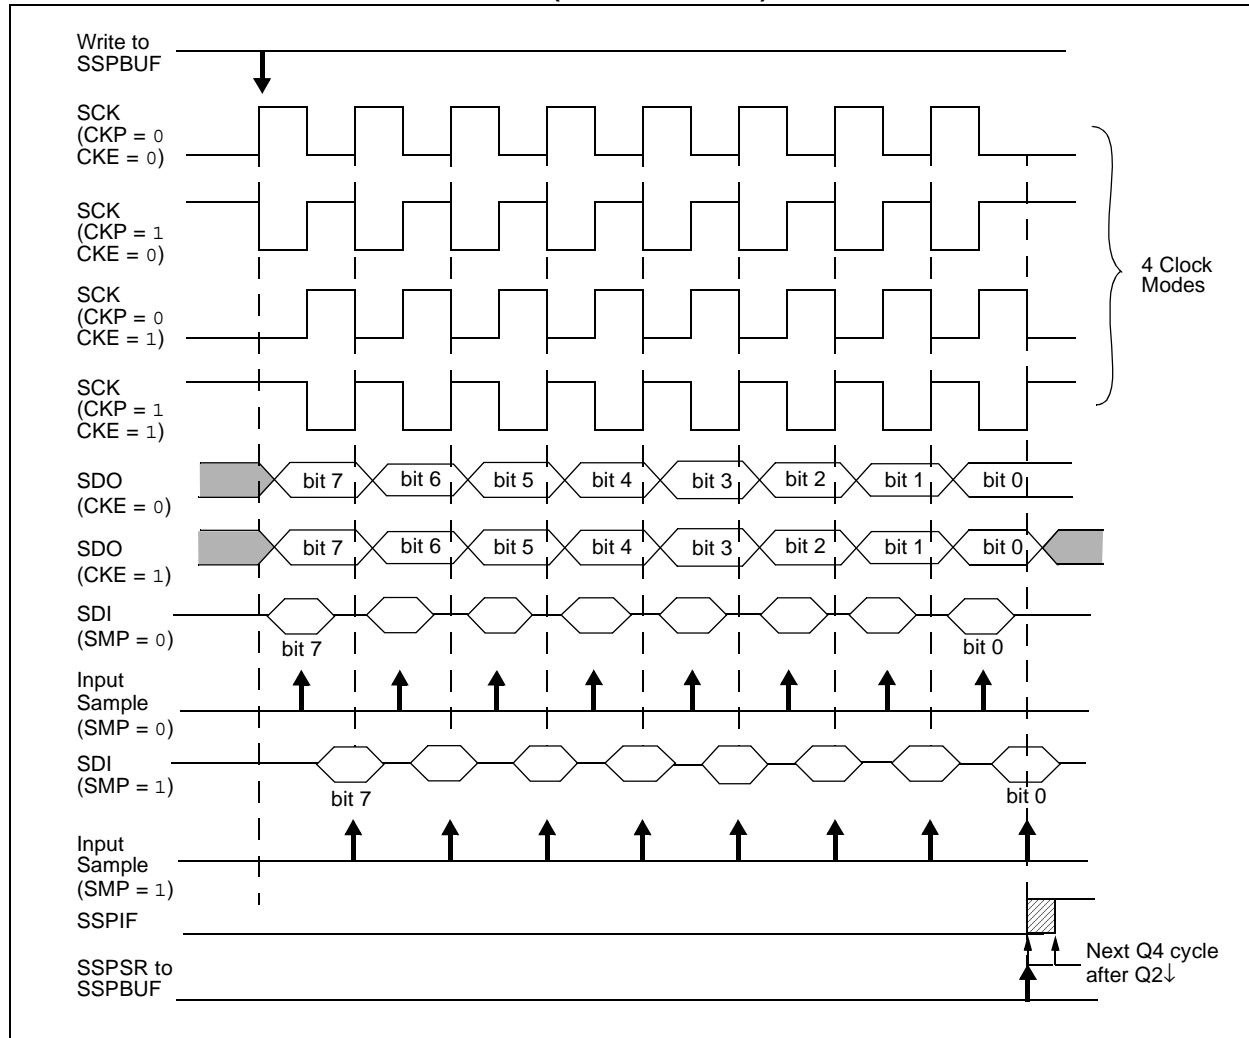 Write to
SSPBUF
SCK
(CKP = 0
CKE = 0)
SCK
(CKP = 1
CKE = 0)
SCK
(CKP = 0
CKE = 1)
SCK
(CKP = 1
CKE = 1)
4 Clock
Modes
SDO
(CKE = 0)
bit 7 bit 6 bit 5 bit 4 bit 3 bit 2 bit 1 bit 0
SDO
(CKE = 1)
bit 7 bit 6 bit 5 bit 4 bit 3 bit 2 bit 1 bit 0
SDI
(SMP = 0)
bit 7 bit 0
Input
Sample
(SMP = 0)
SDI
(SMP = 1)
bit 7 bit 0
Input
Sample
(SMP = 1)
SSPIF
SSPSR to
SSPBUF
Next Q4 cycle
after Q2↓